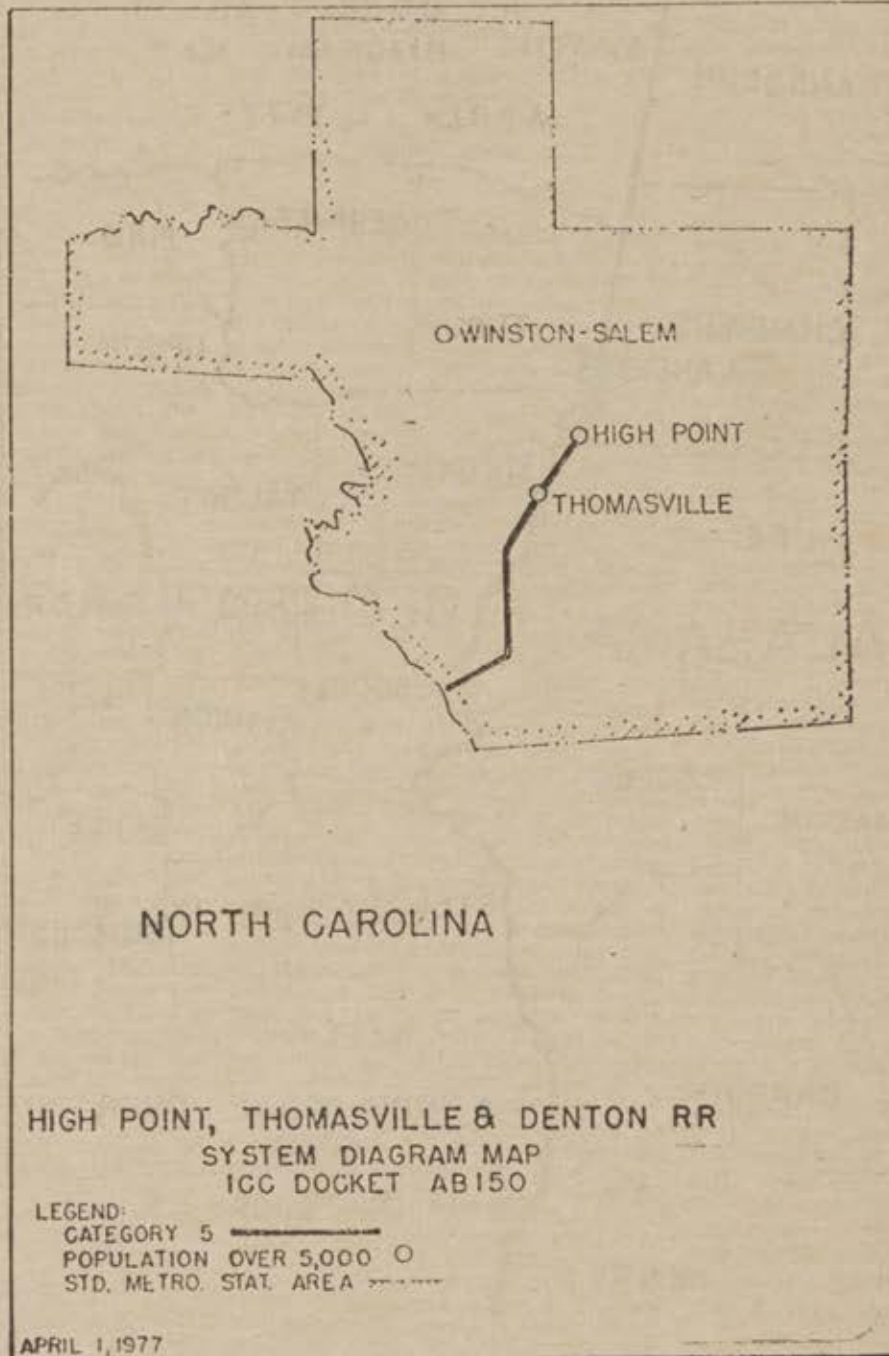 WINSTON-SALEM
HIGH POINT
THOMASVILLE
NORTH CAROLINA
HIGH POINT, THOMASVILLE & DENTON RR
SYSTEM DIAGRAM MAP
ICC DOCKET AB150
LEGEND:
CATEGORY 5
POPULATION OVER 5,000
STD. METRO. STAT. AREA
APRIL 1, 1977